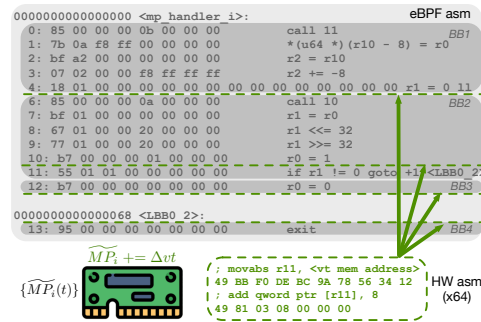 0000000000000000 <mp_handler_i>: eBPF asm
0: 85 00 00 00 0b 00 00 00 call 11 BB1
1: 7b 0a f8 ff 00 00 00 00 *(u64 *)(r10 - 8) = r0
2: bf a2 00 00 00 00 00 00 r2 = r10
3: 07 02 00 00 f8 ff ff ff r2 += -8
4: 18 01 00 00 00 00 00 00 00 00 00 00 00 00 00 00 r1 = 0 ll
6: 85 00 00 00 0a 00 00 00 call 10 BB2
7: bf 01 00 00 00 00 00 00 r1 = r0
8: 67 01 00 00 20 00 00 00 r1 <<= 32
9: 77 01 00 00 20 00 00 00 r1 >>= 32
10: b7 00 00 00 01 00 00 00 r0 = 1
11: 55 01 01 00 00 00 00 00 if r1 != 0 goto +1 <LBB0_2>
12: b7 00 00 00 00 00 00 00 r0 = 0 BB3
0000000000000068 <LBB0_2>:
13: 95 00 00 00 00 00 00 00 exit BB4
\widetilde{MP_i} += Δvt
{\widetilde{MP_i}(t)}
; movabs r11, <vt mem address>
49 BB F0 DE BC 9A 78 56 34 12
; add qword ptr [r11], 8
49 81 03 08 00 00 00
HW asm
(x64)